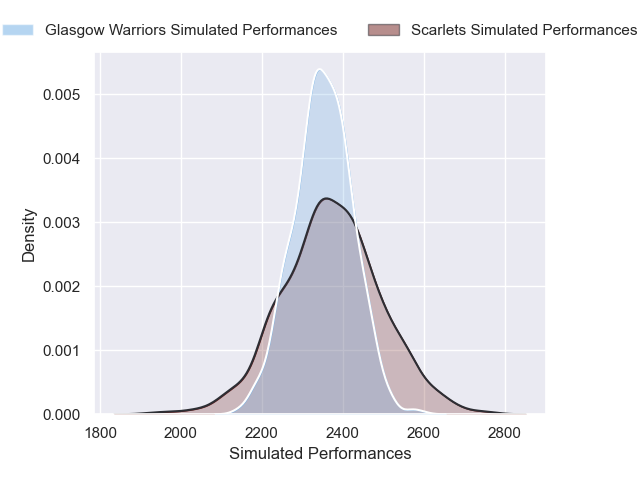 Glasgow Warriors Simulated Performances Scarlets Simulated Performances
0.005
0.004
0.003
0.002
0.001
0.000
Density
1800 2000 2200 2400 2600 2800
Simulated Performances